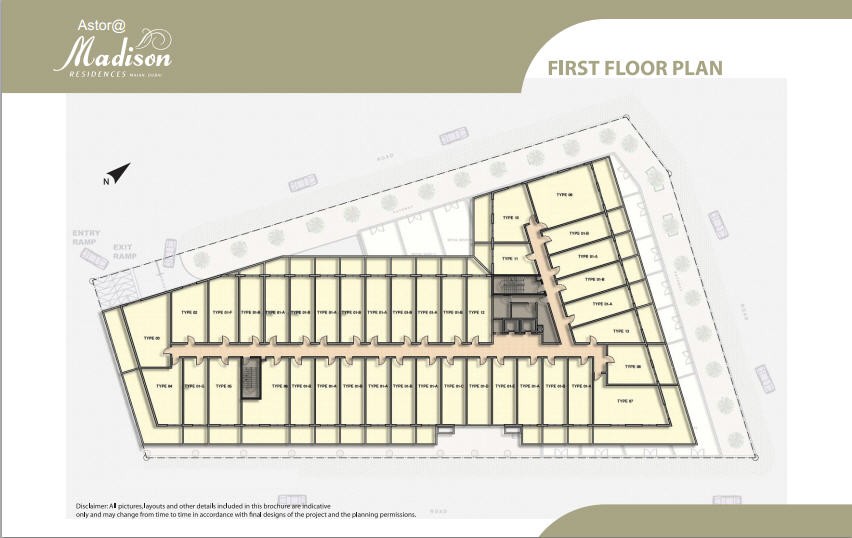 Astor@
Madison
RESIDENCES MAJAN, DUBAI
FIRST FLOOR PLAN
ROAD
N
ENTRY
RAMP
EXIT
RAMP
TYPE 10
TYPE 09
TYPE 11
TYPE 01-B
TYPE 01-A
TYPE 01-B
TYPE 01-A
TYPE 13
TYPE 08
TYPE 07
ROAD
TYPE 03
TYPE 02
TYPE 01-F
TYPE 01-B
TYPE 01-A
TYPE 01-B
TYPE 01-A
TYPE 01-B
TYPE 01-A
TYPE 01-B
TYPE 01-A
TYPE 01-B
TYPE 12
TYPE 04
TYPE 05
TYPE 06
TYPE 01-B
TYPE 01-A
TYPE 01-B
TYPE 01-A
TYPE 01-B
TYPE 01-A
TYPE 01-C
TYPE 01-D
TYPE 01-E
TYPE 01-A
TYPE 01-B
TYPE 01-A
Disclaimer: All pictures, layouts and other details included in this brochure are indicative
only and may change from time to time in accordance with final designs of the project and the planning permissions.
ROAD